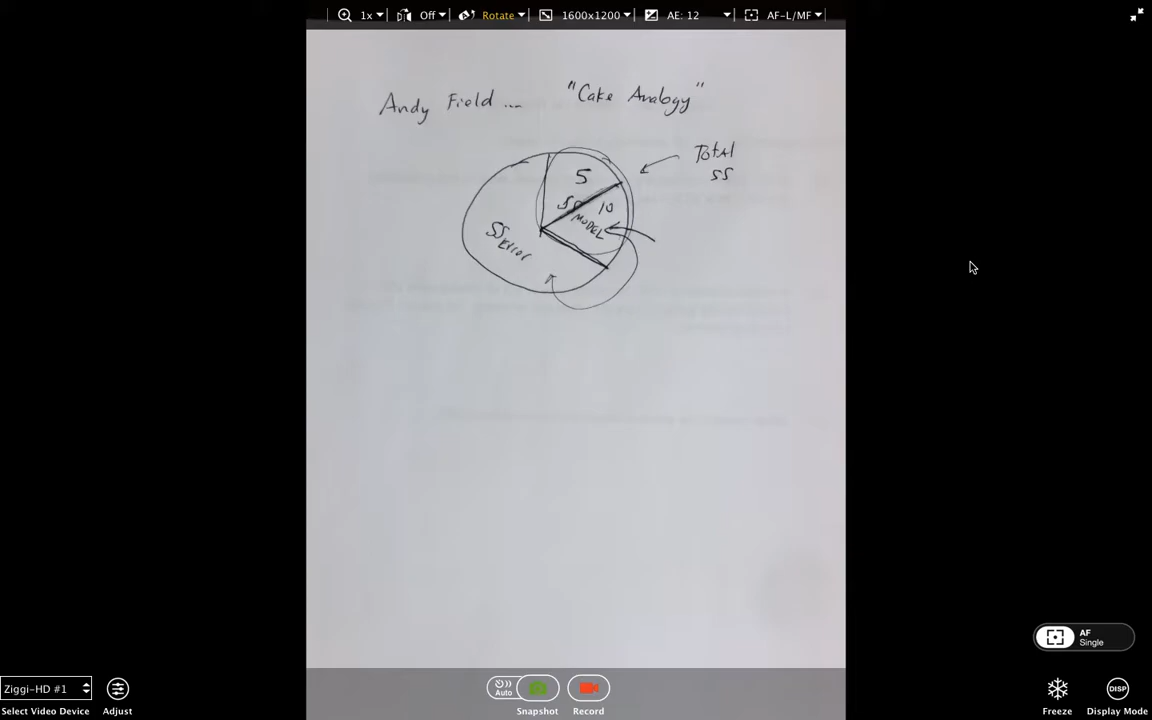 1x Off Rotate 1600x1200 AE: 12 AF-L/MF
Andy Field ... "Cake Analogy"
Total
SS
5
10
SS
MODEL
SS Error
AF
Single
Ziggi-HD #1
Auto
Select Video Device
Adjust
Snapshot
Record
Freeze
DISP
Display Mode